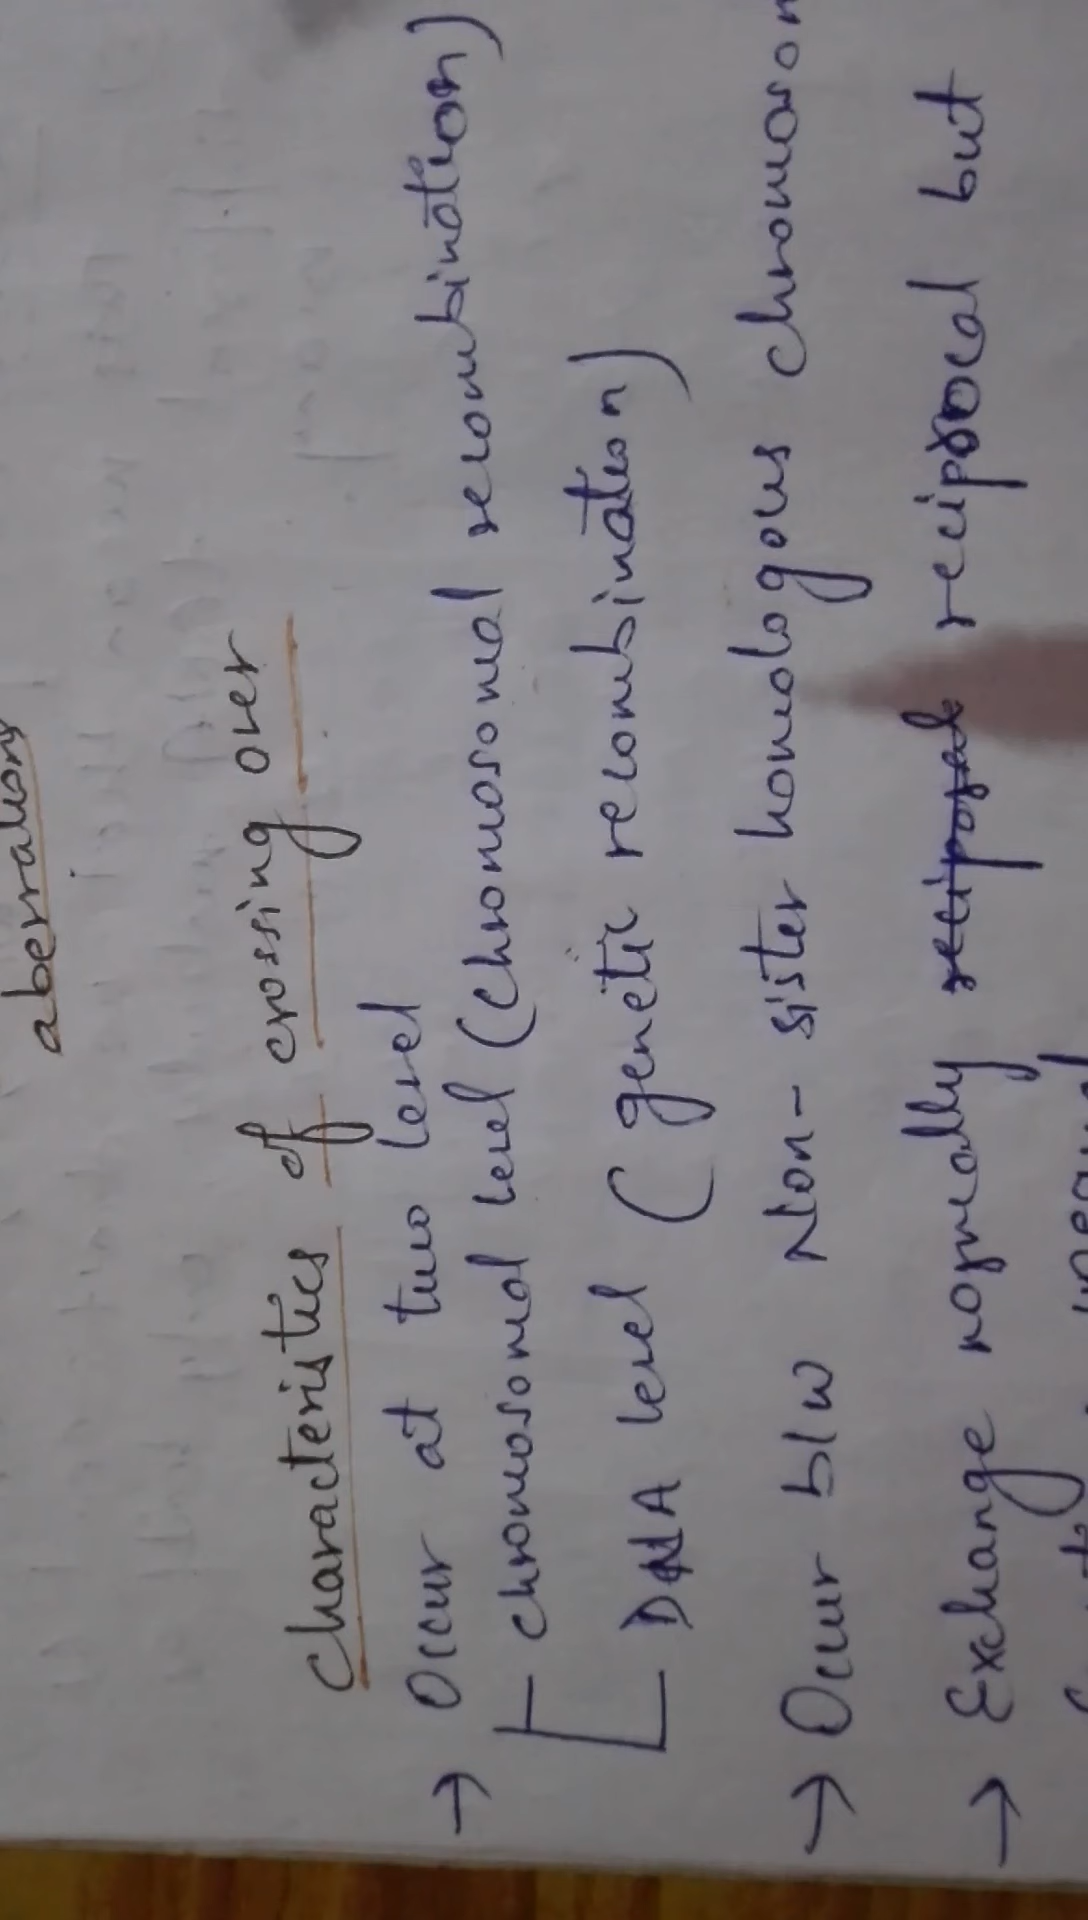 aberrations
Characteristics of crossing over
→ Occur at two level
chromosomal level (chromosomal recombination)
DNA level (genetic recombination)
→ Occur b/w Non-sister homologous
→ Exchange normally reciprocal but